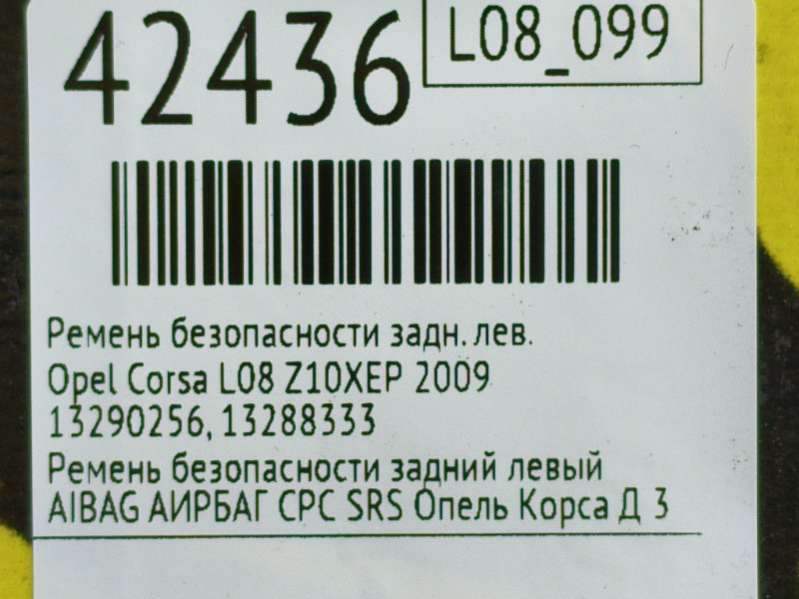 42436
L08_099
Ремень безопасности задн. лев.
Opel Corsa L08 Z10XEP 2009
13290256, 13288333
Ремень безопасности задний левый
AIBAG АИРБАГ СРС SRS Опель Корса Д 3